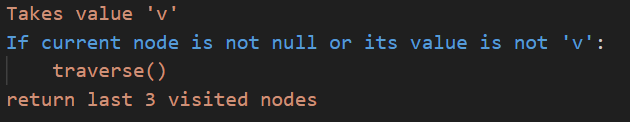 Takes value 'v'
If current node is not null or its value is not 'v':
traverse()
return last 3 visited nodes